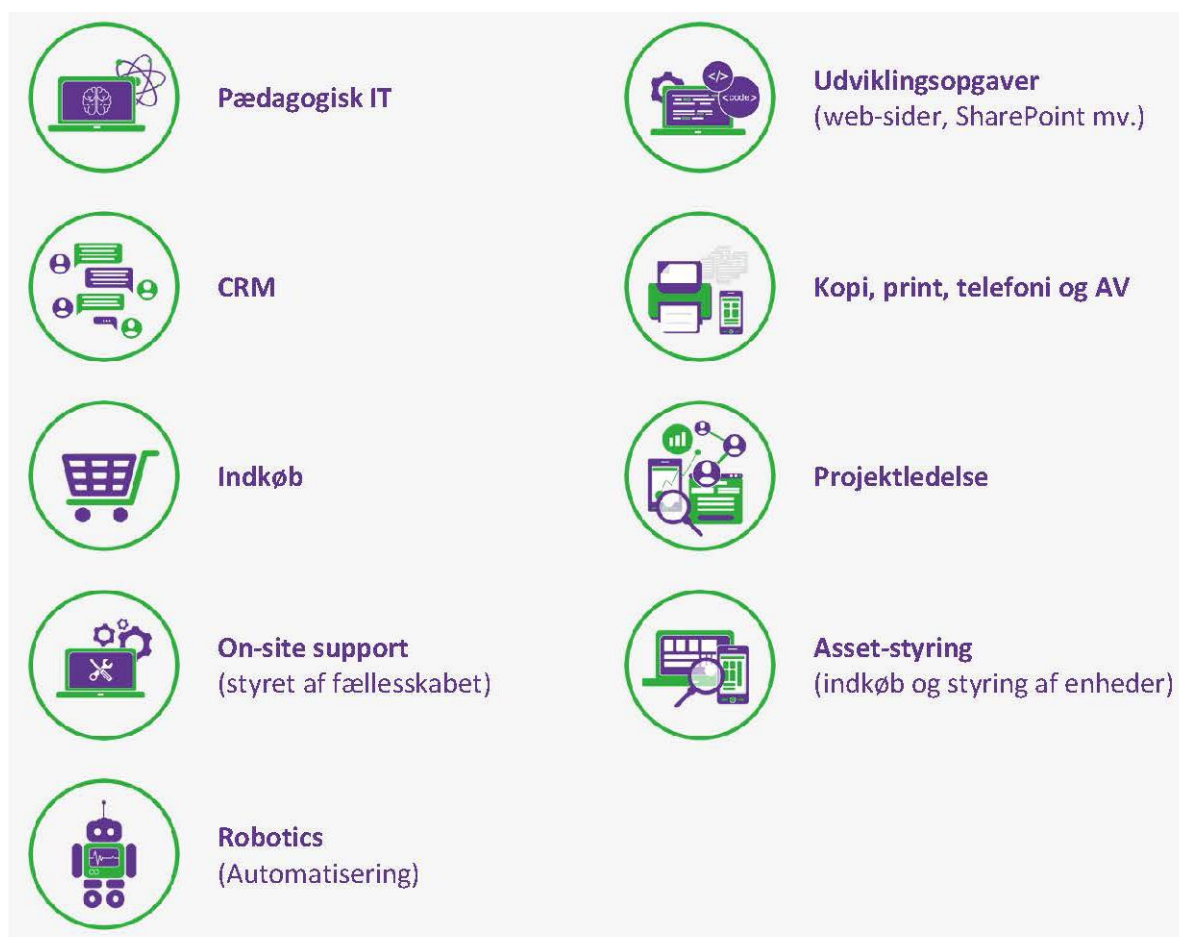 Pædagogisk IT
Udviklingsopgaver
(web-sider, SharePoint mv.)
</>
<code>
CRM
Kopi, print, telefoni og AV
Indkøb
Projektledelse
On-site support
(styret af fællesskabet)
Asset-styring
(indkøb og styring af enheder)
Robotics
(Automatisering)